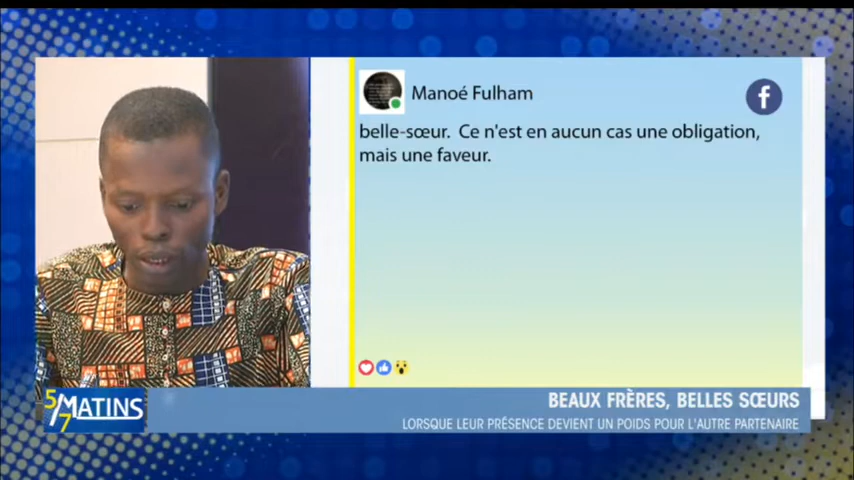 Manoé Fulham
belle-sœur. Ce n'est en aucun cas une obligation,
mais une faveur.
5/7 MATINS
BEAUX FRÈRES, BELLES SŒURS
LORSQUE LEUR PRÉSENCE DEVIENT UN POIDS POUR L'AUTRE PARTENAIRE